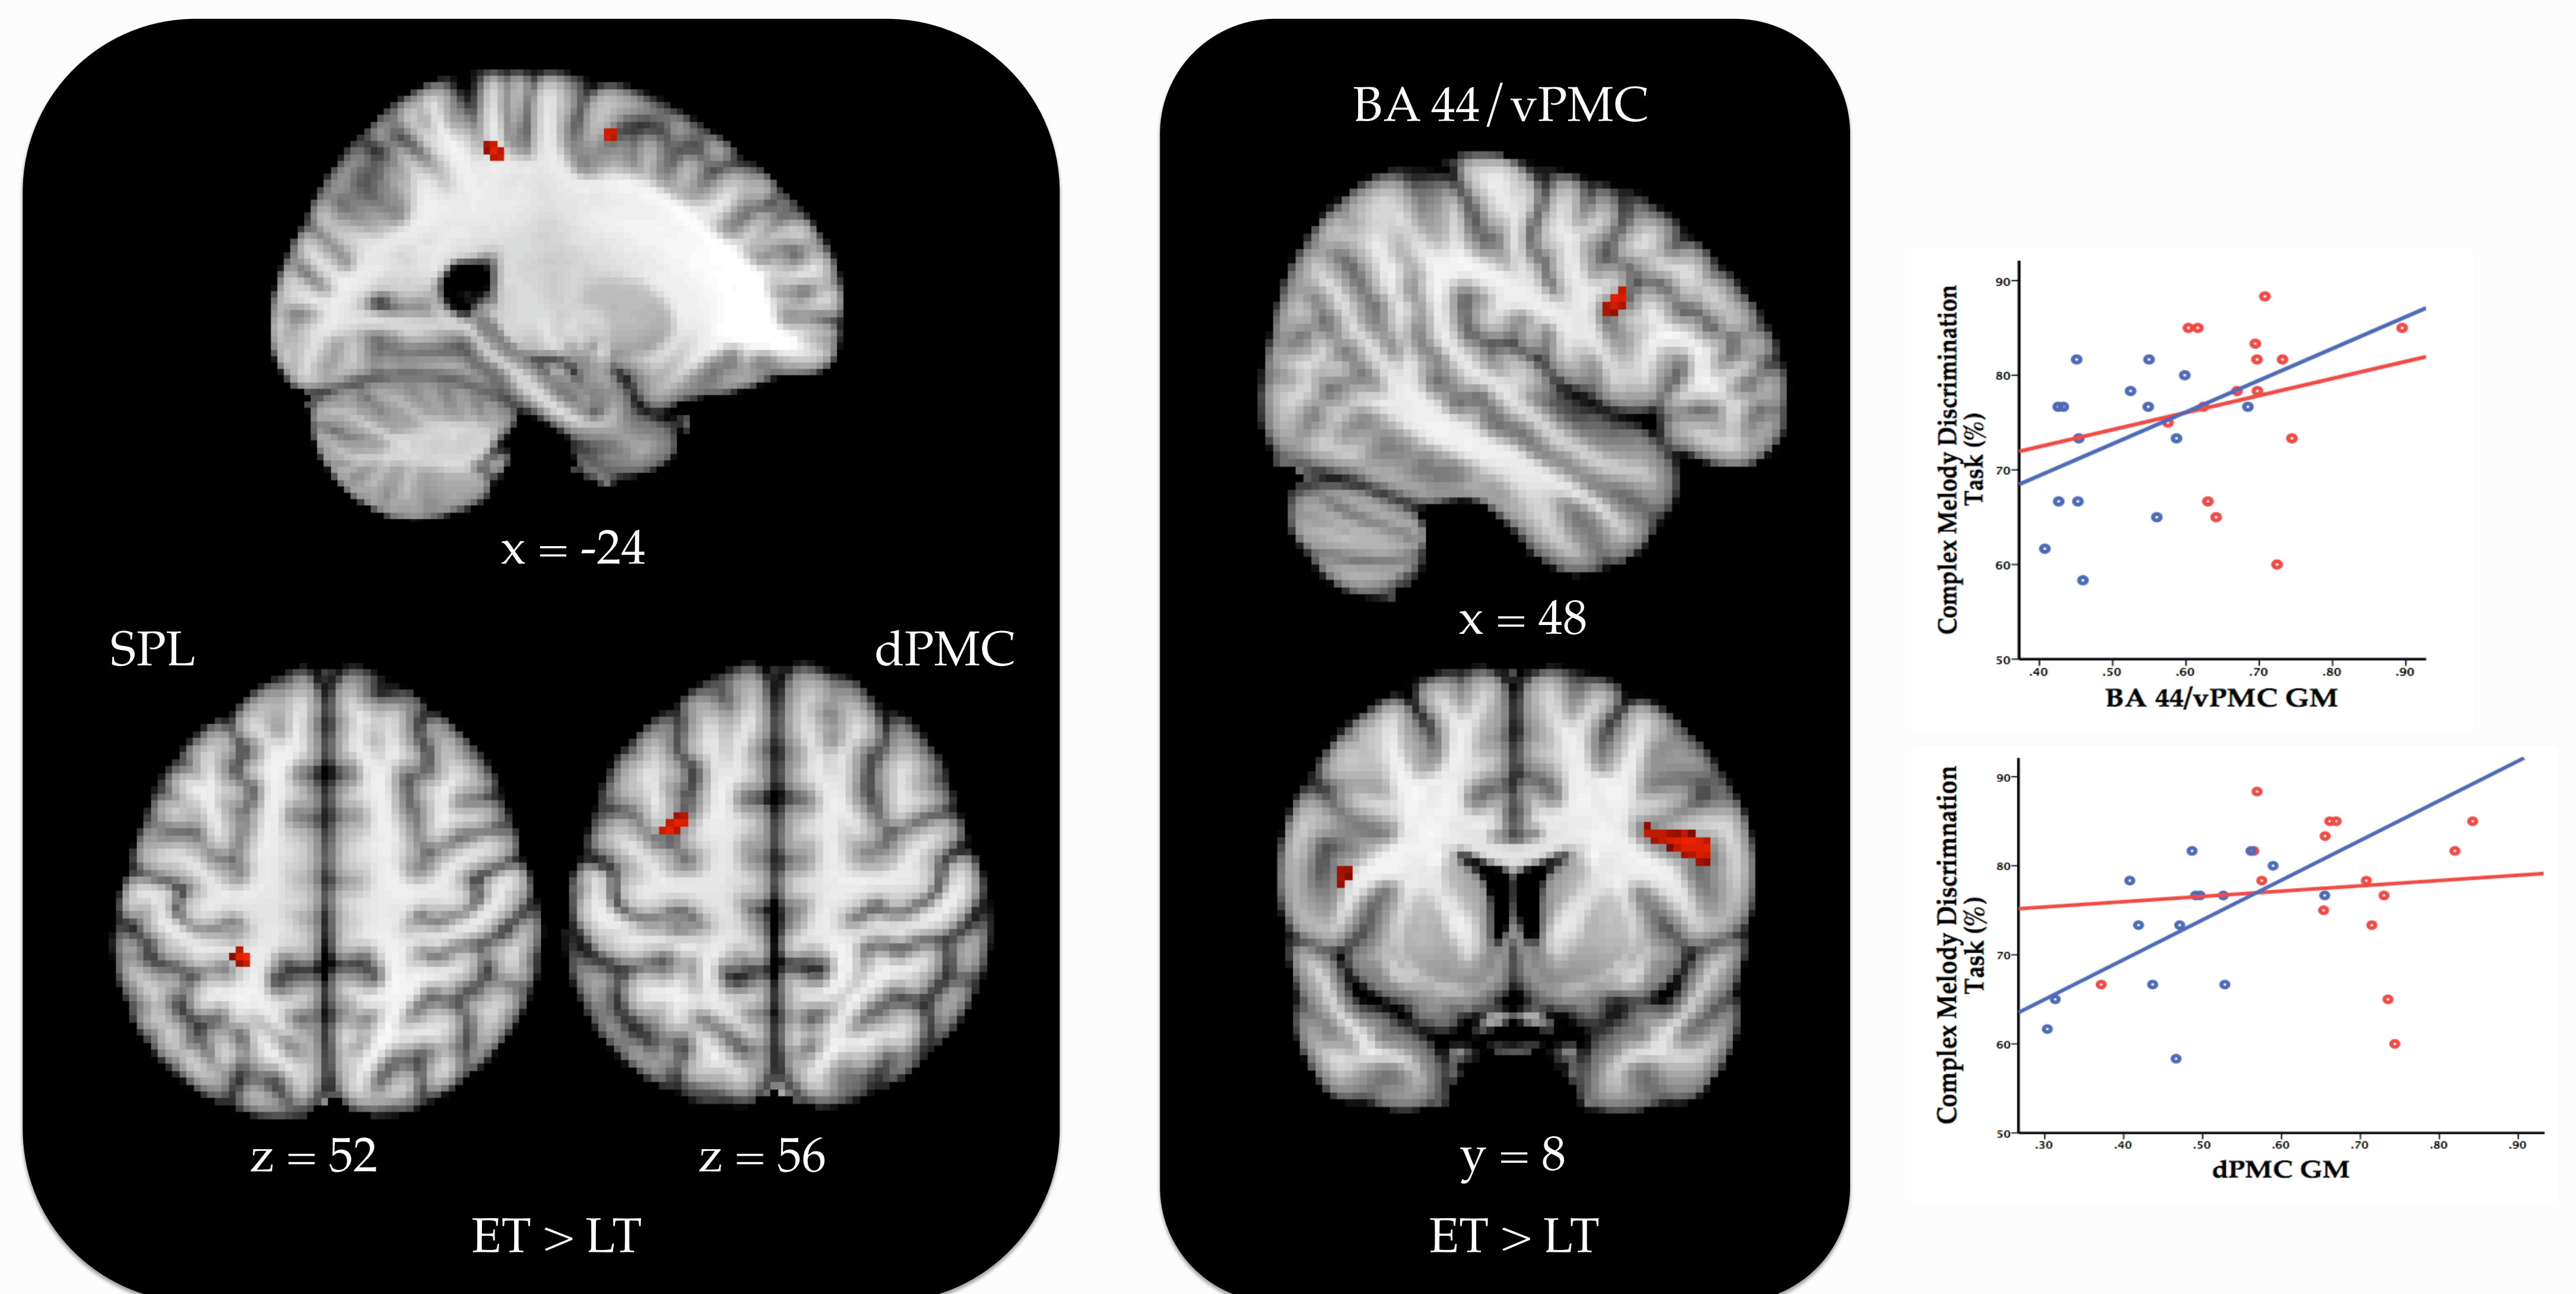 x = -24
SPL
dPMC
z = 52
z = 56
ET > LT
BA 44/vPMC
x = 48
y = 8
ET > LT
Complex Melody Discrimination
Task (%)
90
80
70
60
50
.40 .50 .60 .70 .80 .90
BA 44/vPMC GM
Complex Melody Discrimnation
Task (%)
90
80
70
60
50
.30 .40 .50 .60 .70 .80 .90
dPMC GM